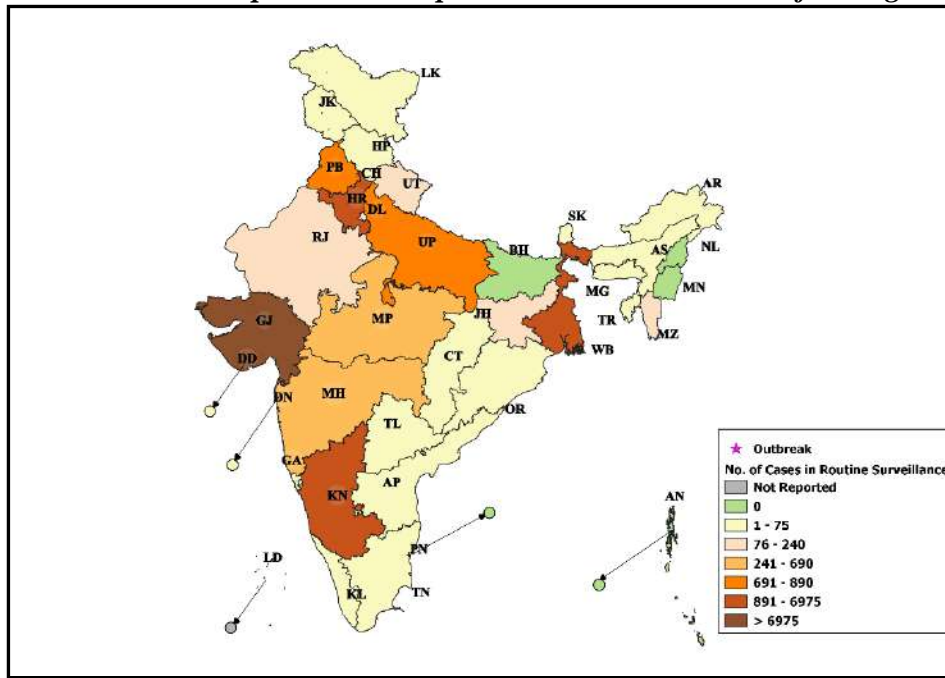 LK
JK
HP
PB
CH
UT
HR
DL
AR
SK
RJ
UP
BH
AS
NL
MG
MN
GJ
MP
JH
TR
MZ
DD
CT
WB
DN
MH
OR
TL
GA
AP
KN
AN
PN
LD
KL
TN
Outbreak
No. of Cases in Routine Surveillance
Not Reported
0
1 - 75
76 - 240
241 - 690
691 - 890
891 - 6975
> 6975